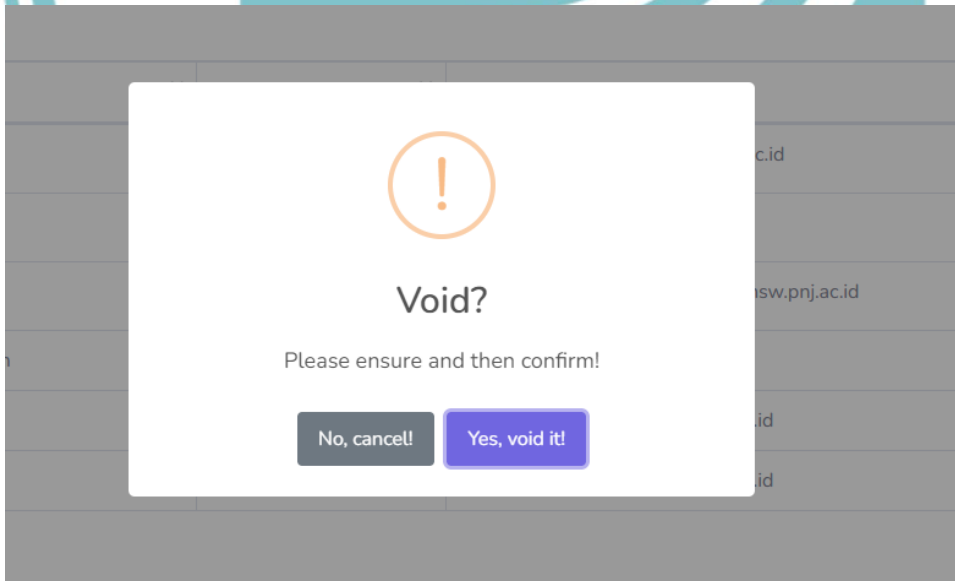 c.id
!
Void?
nsw.pnj.ac.id
Please ensure and then confirm!
No, cancel! Yes, void it!
.id
.id